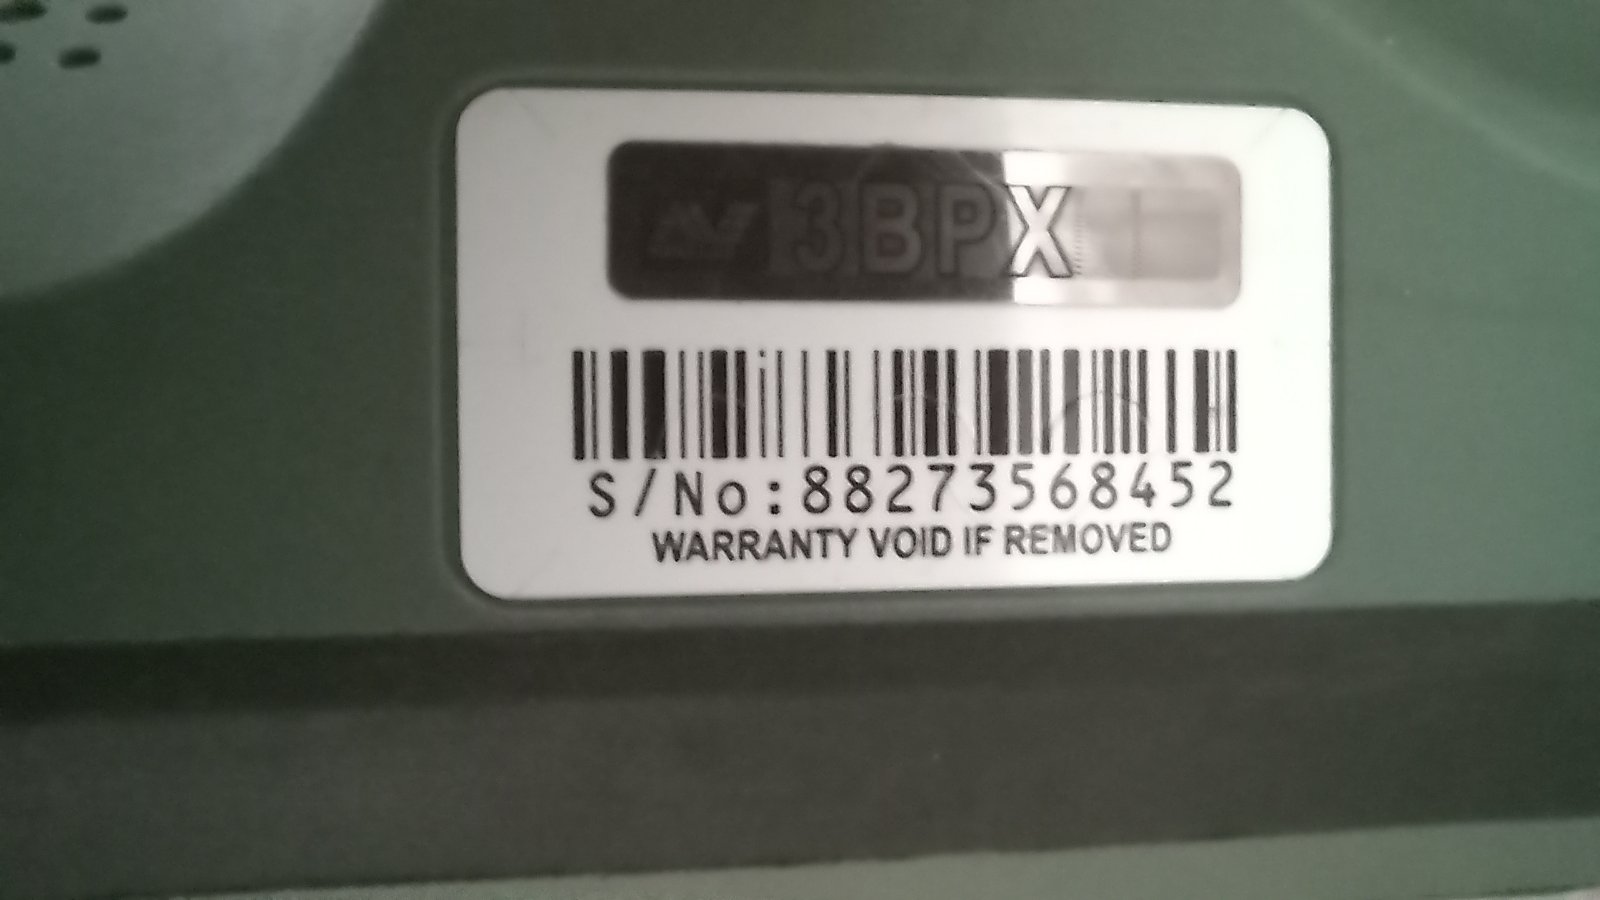 3BPX
S/No:88273568452
WARRANTY VOID IF REMOVED